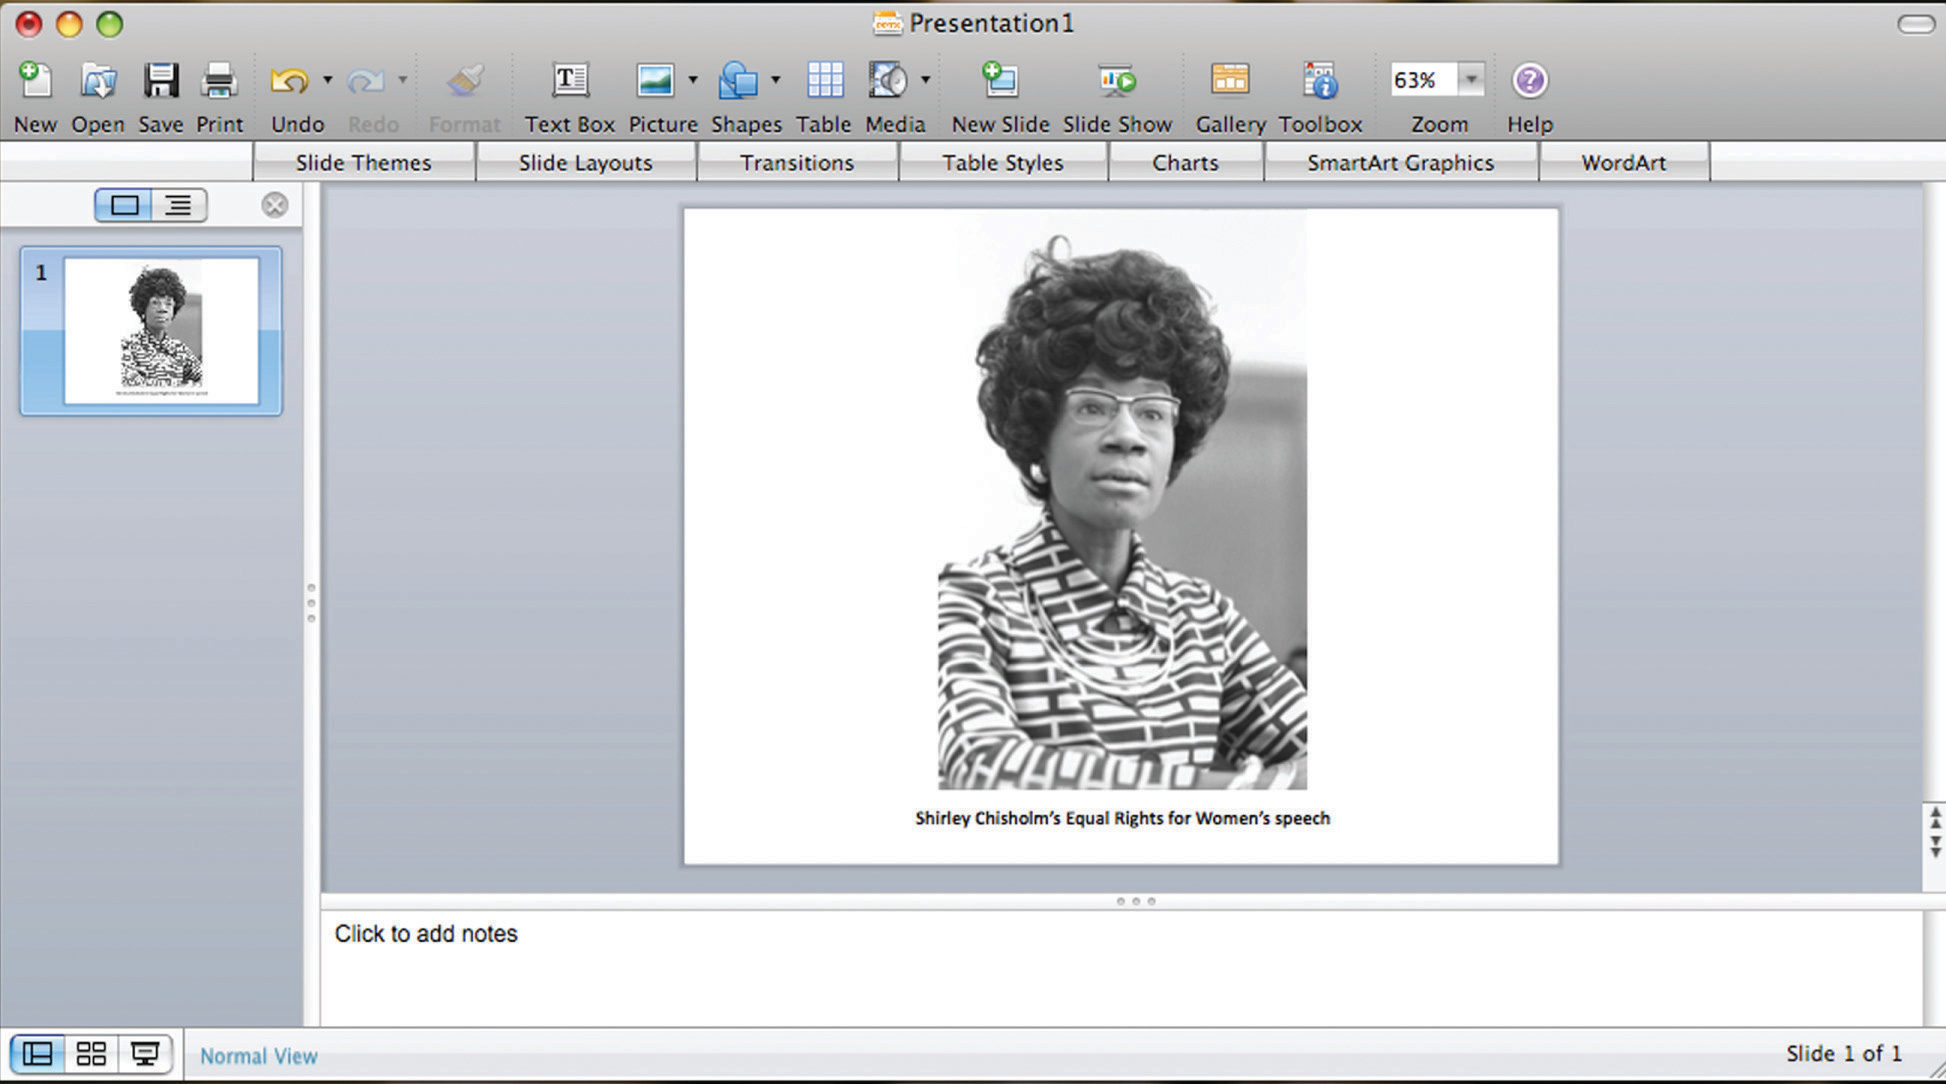 Presentation1
63%
New Open Save Print Undo Redo Format Text Box Picture Shapes Table Media New Slide Slide Show Gallery Toolbox Zoom Help
Slide Themes Slide Layouts Transitions Table Styles Charts SmartArt Graphics WordArt
1
Shirley Chisholm’s Equal Rights for Women’s speech
Click to add notes
Normal View Slide 1 of 1